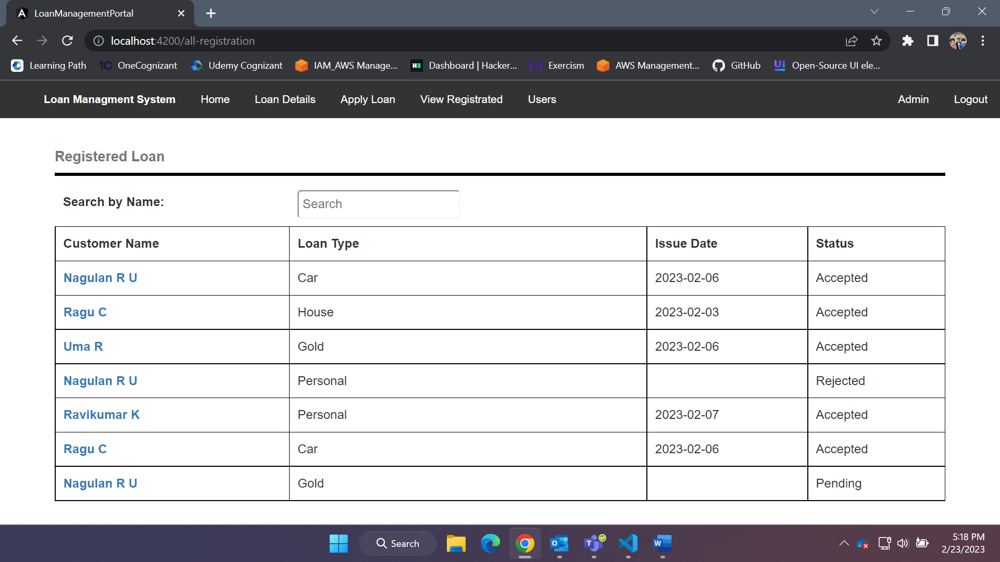 LoanManagementPortal
localhost:4200/all-registration
Learning Path 1C OneCognizant Udemy Cognizant IAM_AWS Manage... Dashboard | Hacker... Exercism AWS Management... GitHub UI Open-Source UI ele...
Loan Managment System Home Loan Details Apply Loan View Registrated Users Admin Logout
Registered Loan
Search by Name: Search
Customer Name Loan Type Issue Date Status
Nagulan R U Car 2023-02-06 Accepted
Ragu C House 2023-02-03 Accepted
Uma R Gold 2023-02-06 Accepted
Nagulan R U Personal Rejected
Ravikumar K Personal 2023-02-07 Accepted
Ragu C Car 2023-02-06 Accepted
Nagulan R U Gold Pending
Search 5:18 PM
2/23/2023